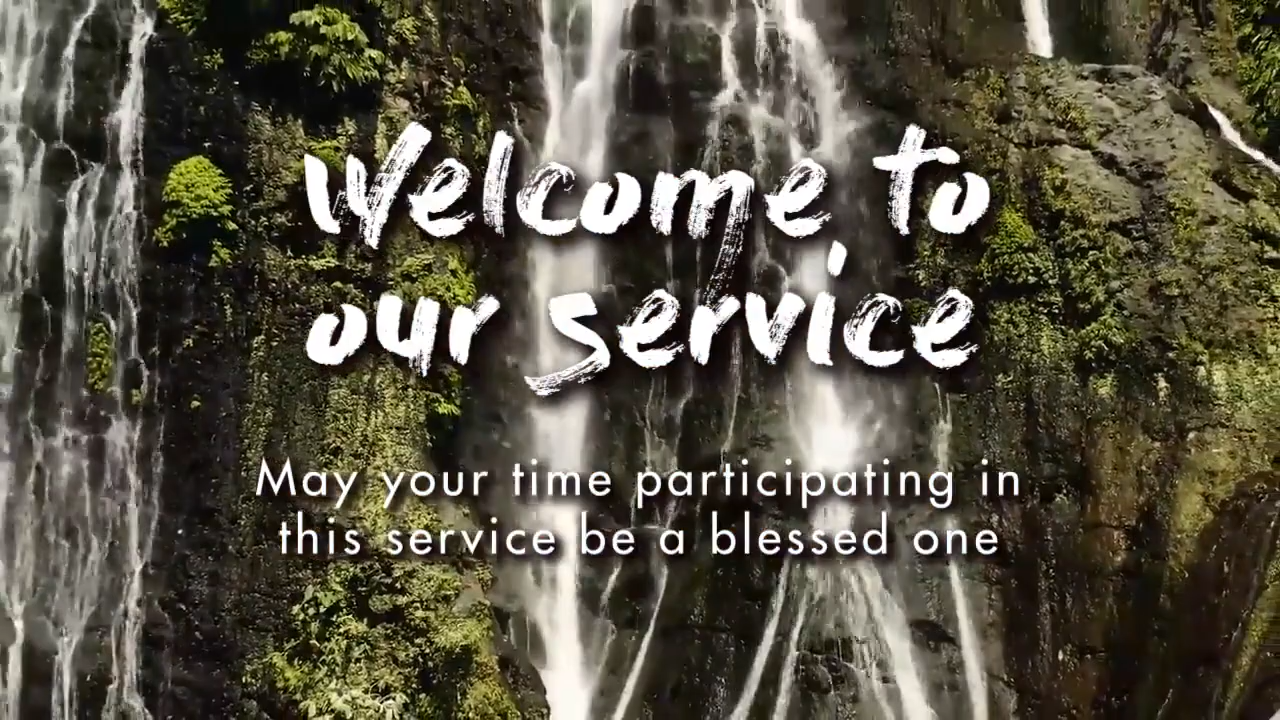 Welcome to
our service
May your time participating in
this service be a blessed one